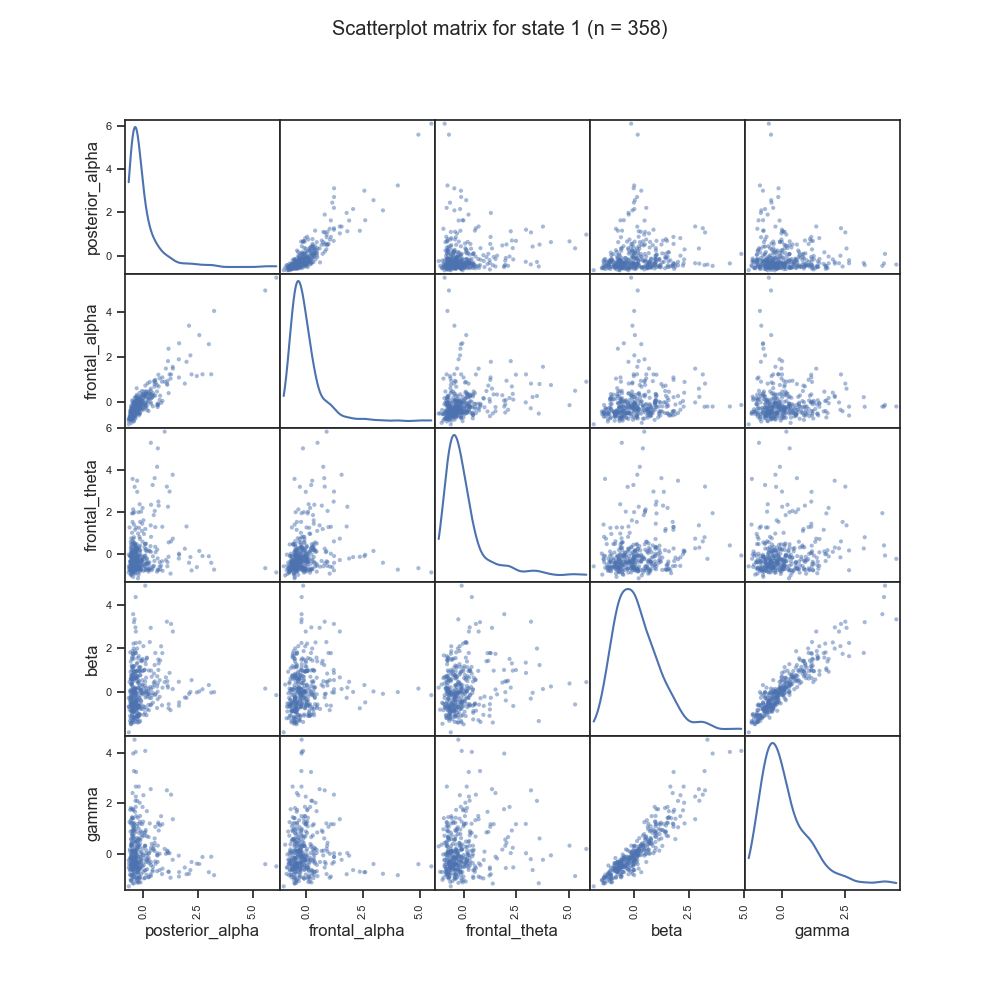 Scatterplot matrix for state 1 (n = 358)
posterior_alpha
6
4
2
0
frontal_alpha
4
2
0
frontal_theta
6
4
2
0
beta
4
2
0
gamma
4
2
0
0.0 2.5 5.0 0.0 2.5 5.0 0.0 2.5 5.0 0.0 2.5 5.0 0.0 2.5
posterior_alpha frontal_alpha frontal_theta beta gamma